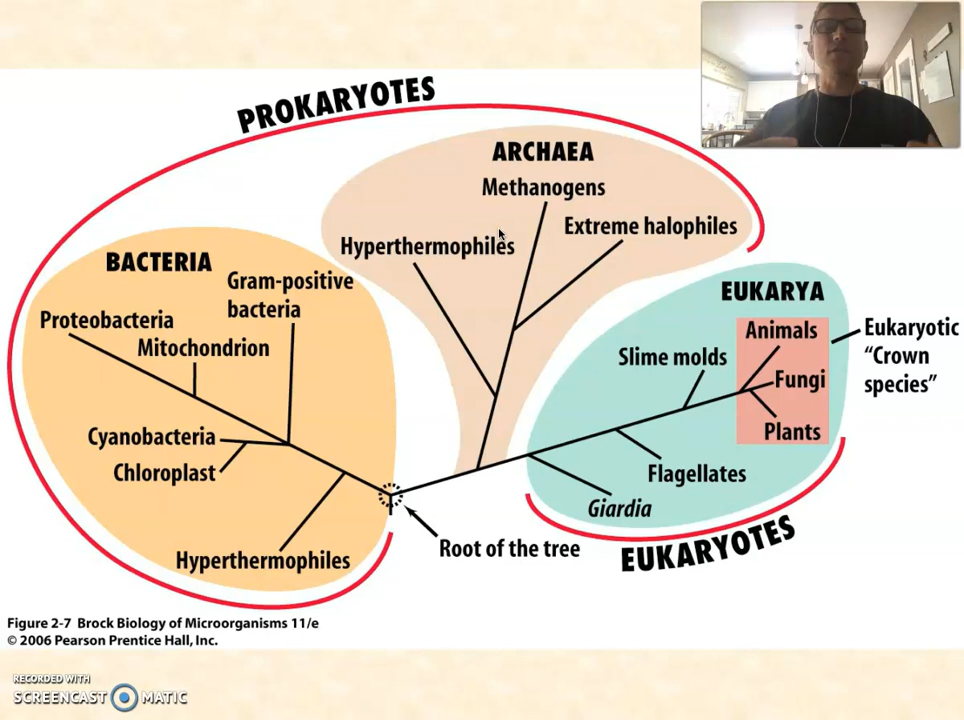 PROKARYOTES
ARCHAEA
Methanogens
Extreme halophiles
Hyperthermophiles
BACTERIA
Gram-positive
bacteria
Proteobacteria
Mitochondrion
Cyanobacteria
Chloroplast
Hyperthermophiles
EUKARYA
Animals
Slime molds
Fungi
Plants
Flagellates
Giardia
Eukaryotic
“Crown
species”
Root of the tree
EUKARYOTES
Figure 2-7 Brock Biology of Microorganisms 11/e
© 2006 Pearson Prentice Hall, Inc.
RECORDED WITH
SCREENCAST MATIC